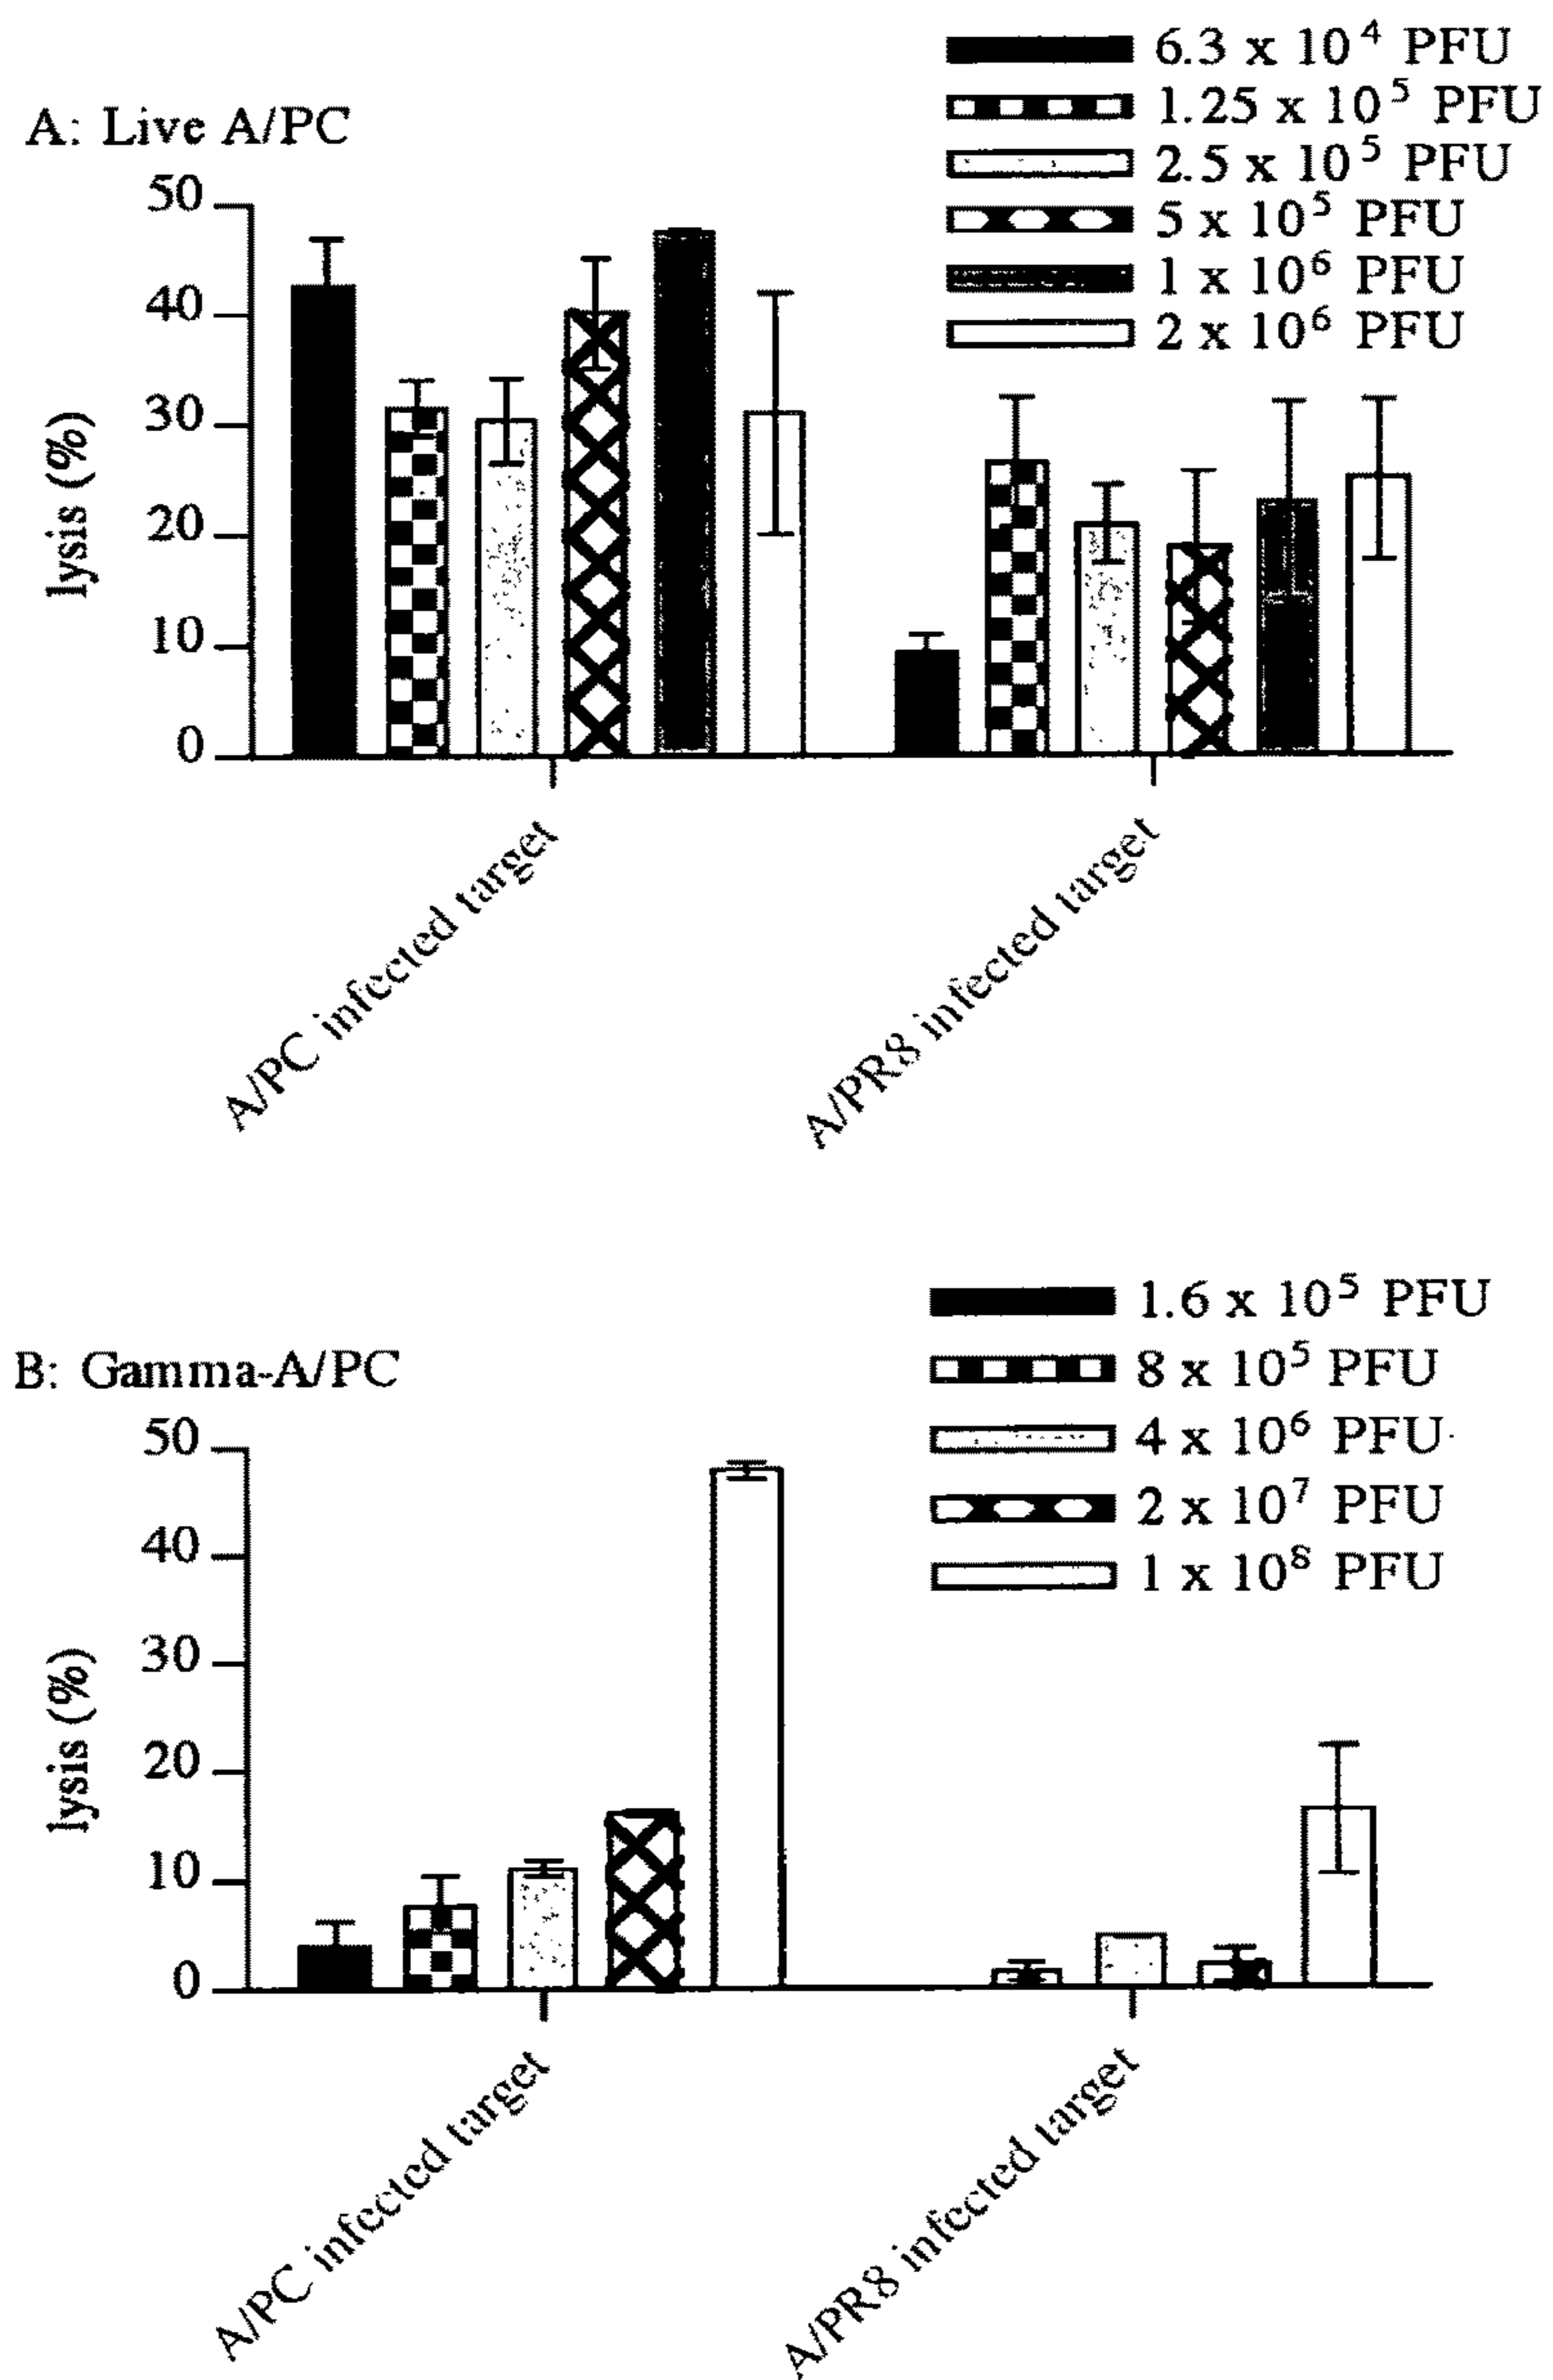 6.3 x 10⁴ PFU
1.25 x 10⁵ PFU
2.5 x 10⁵ PFU
5 x 10⁵ PFU
1 x 10⁶ PFU
2 x 10⁶ PFU
A: Live A/PC
50
40
30
20
10
0
lysis (%)
A/PC infected target
A/PR8 infected target
1.6 x 10⁵ PFU
8 x 10⁵ PFU
4 x 10⁶ PFU
2 x 10⁷ PFU
1 x 10⁸ PFU
B: Gamma-A/PC
50
40
30
20
10
0
lysis (%)
A/PC infected target
A/PR8 infected target